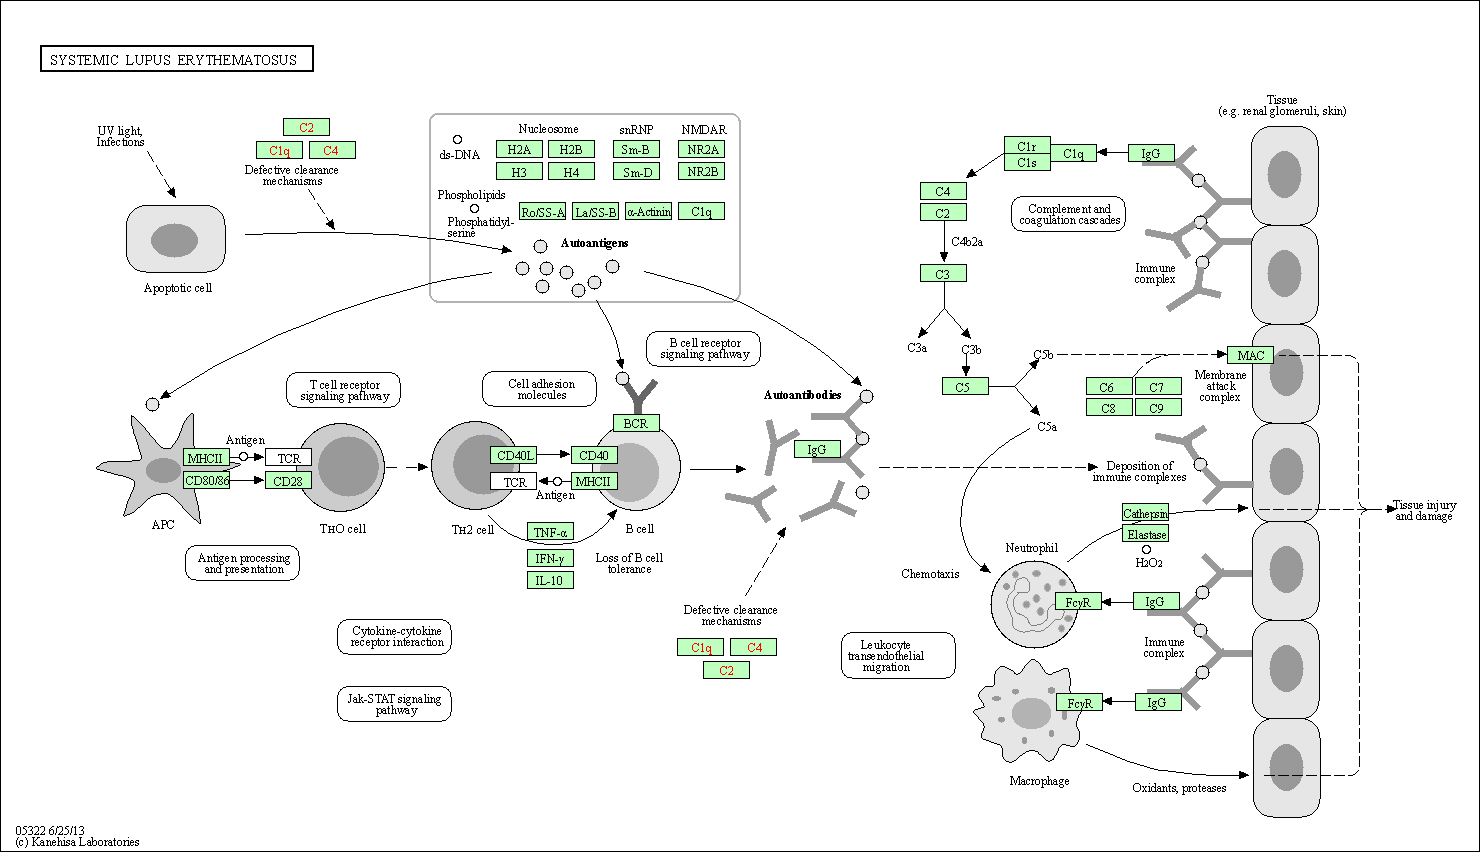 SYSTEMIC LUPUS ERYTHEMATOSUS
UV light,
Infections
C2
C1q
C4
Defective clearance
mechanisms
Apoptotic cell
Nucleosome
snRNP
NMDAR
ds-DNA
H2A
H2B
Sm-B
NR2A
H3
H4
Sm-D
NR2B
Phospholipids
Phosphatidyl-
serine
Ro/SS-A
La/SS-B
α-Actinin
C1q
Autoantigens
B cell receptor
signaling pathway
T cell receptor
signaling pathway
Cell adhesion
molecules
Autoantibodies
BCR
Antigen
MHCII
TCR
CD80/86
CD28
APC
TH0 cell
CD40L
CD40
TCR
MHCII
Antigen
TH2 cell
B cell
IgG
TNF-α
IFN-γ
IL-10
Loss of B cell
tolerance
Antigen processing
and presentation
Cytokine-cytokine
receptor interaction
Jak-STAT signaling
pathway
Defective clearance
mechanisms
C1q
C4
C2
Leukocyte
transendothelial
migration
Tissue
(e.g. renal glomeruli, skin)
C1r
C1s
C1q
IgG
C4
C2
C4b2a
C3
Complement and
coagulation cascades
Immune
complex
C3a
C3b
C5b
C5
C5a
C6
C7
C8
C9
MAC
Membrane
attack
complex
Deposition of
immune complexes
Tissue injury
and damage
Cathepsin
Elastase
H2O2
Neutrophil
Chemotaxis
FcγR
IgG
Immune
complex
FcγR
IgG
Macrophage
Oxidants, proteases
05322 6/25/13
(c) Kanehisa Laboratories